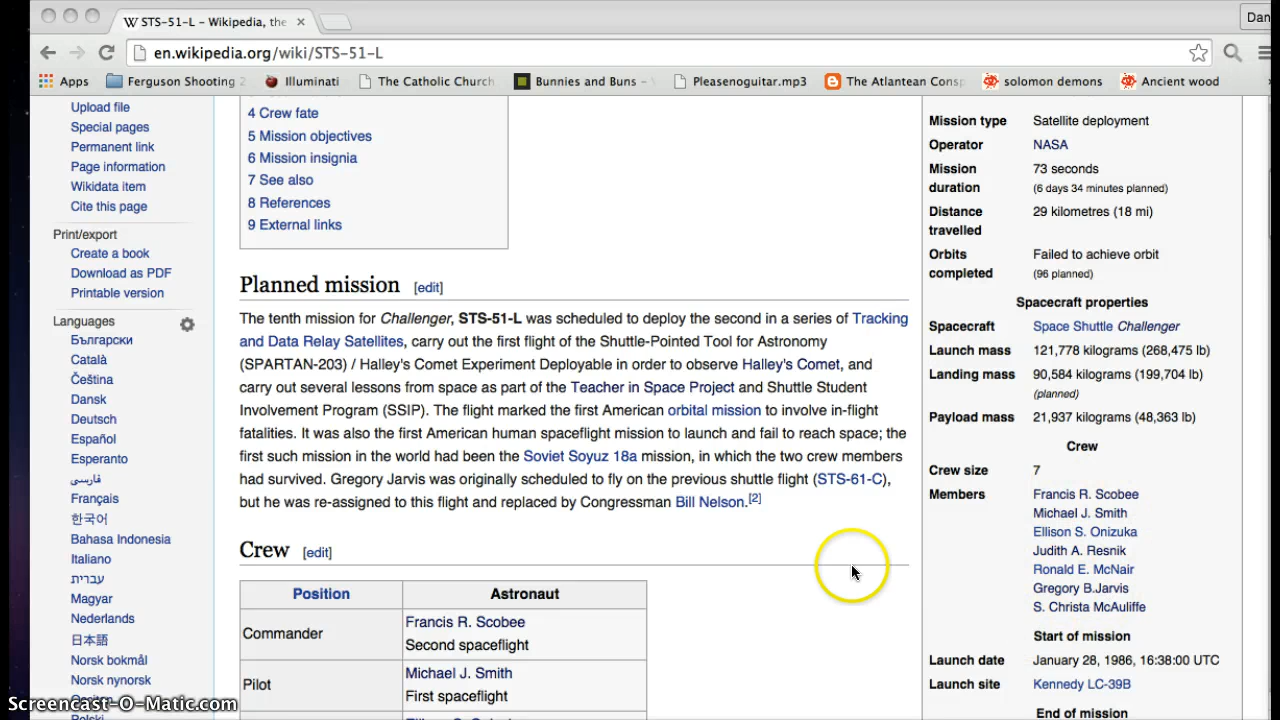 STS-51-L – Wikipedia, the
Dan
en.wikipedia.org/wiki/STS-51-L
Apps
Ferguson Shooting 2
Illuminati
The Catholic Church
Bunnies and Buns –
Pleasenoguitar.mp3
The Atlantean Consp
solomon demons
Ancient wood
Upload file
Special pages
Permanent link
Page information
Wikidata item
Cite this page
Print/export
Create a book
Download as PDF
Printable version
Languages
Български
Català
Čeština
Dansk
Deutsch
Español
Esperanto
فارسی
Français
한국어
Bahasa Indonesia
Italiano
עברית
Magyar
Nederlands
日本語
Norsk bokmål
Norsk nynorsk
Polski
4 Crew fate
5 Mission objectives
6 Mission insignia
7 See also
8 References
9 External links
Planned mission [edit]
The tenth mission for Challenger, STS-51-L was scheduled to deploy the second in a series of Tracking
and Data Relay Satellites, carry out the first flight of the Shuttle-Pointed Tool for Astronomy
(SPARTAN-203) / Halley's Comet Experiment Deployable in order to observe Halley's Comet, and
carry out several lessons from space as part of the Teacher in Space Project and Shuttle Student
Involvement Program (SSIP). The flight marked the first American orbital mission to involve in-flight
fatalities. It was also the first American human spaceflight mission to launch and fail to reach space; the
first such mission in the world had been the Soviet Soyuz 18a mission, in which the two crew members
had survived. Gregory Jarvis was originally scheduled to fly on the previous shuttle flight (STS-61-C),
but he was re-assigned to this flight and replaced by Congressman Bill Nelson.[2]
Crew [edit]
Position Astronaut
Commander
Francis R. Scobee
Second spaceflight
Pilot
Michael J. Smith
First spaceflight
Mission type Satellite deployment
Operator NASA
Mission duration 73 seconds
(6 days 34 minutes planned)
Distance travelled 29 kilometres (18 mi)
Orbits completed Failed to achieve orbit
(96 planned)
Spacecraft properties
Spacecraft Space Shuttle Challenger
Launch mass 121,778 kilograms (268,475 lb)
Landing mass 90,584 kilograms (199,704 lb)
(planned)
Payload mass 21,937 kilograms (48,363 lb)
Crew
Crew size 7
Members Francis R. Scobee
Michael J. Smith
Ellison S. Onizuka
Judith A. Resnik
Ronald E. McNair
Gregory B.Jarvis
S. Christa McAuliffe
Start of mission
Launch date January 28, 1986, 16:38:00 UTC
Launch site Kennedy LC-39B
End of mission
Screencast-O-Matic.com